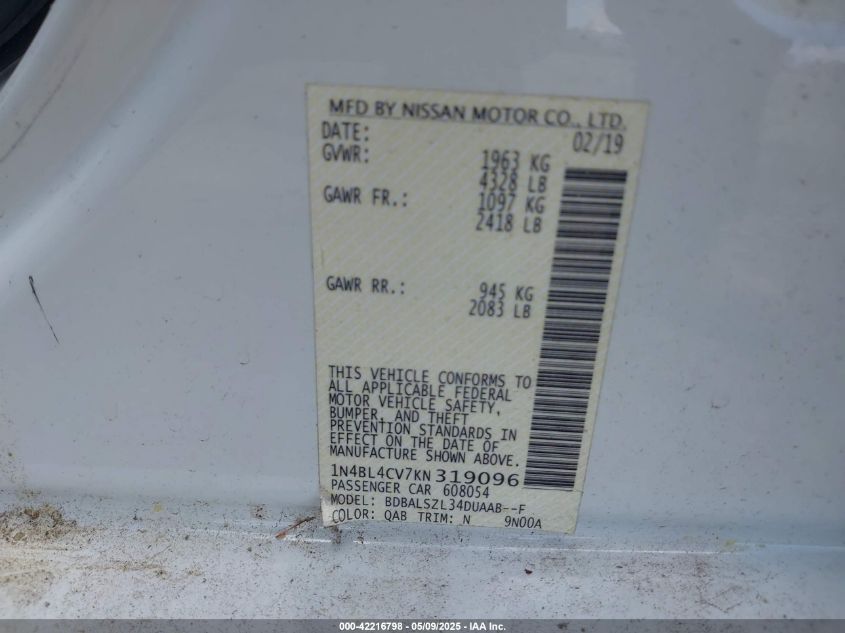 MFD BY NISSAN MOTOR CO., LTD.
DATE: 02/19
GVWR: 1963 KG
4328 LB
GAWR FR.: 1097 KG
2418 LB
GAWR RR.: 945 KG
2083 LB
THIS VEHICLE CONFORMS TO
ALL APPLICABLE FEDERAL
MOTOR VEHICLE SAFETY,
BUMPER, AND THEFT
PREVENTION STANDARDS IN
EFFECT ON THE DATE OF
MANUFACTURE SHOWN ABOVE.
1N4BL4CV7KN319096
PASSENGER CAR 608054
MODEL: BDBALSZL34DUAAB--F
COLOR: QAB TRIM: N 9N00A
000-42216798 - 05/09/2025 - IAA Inc.